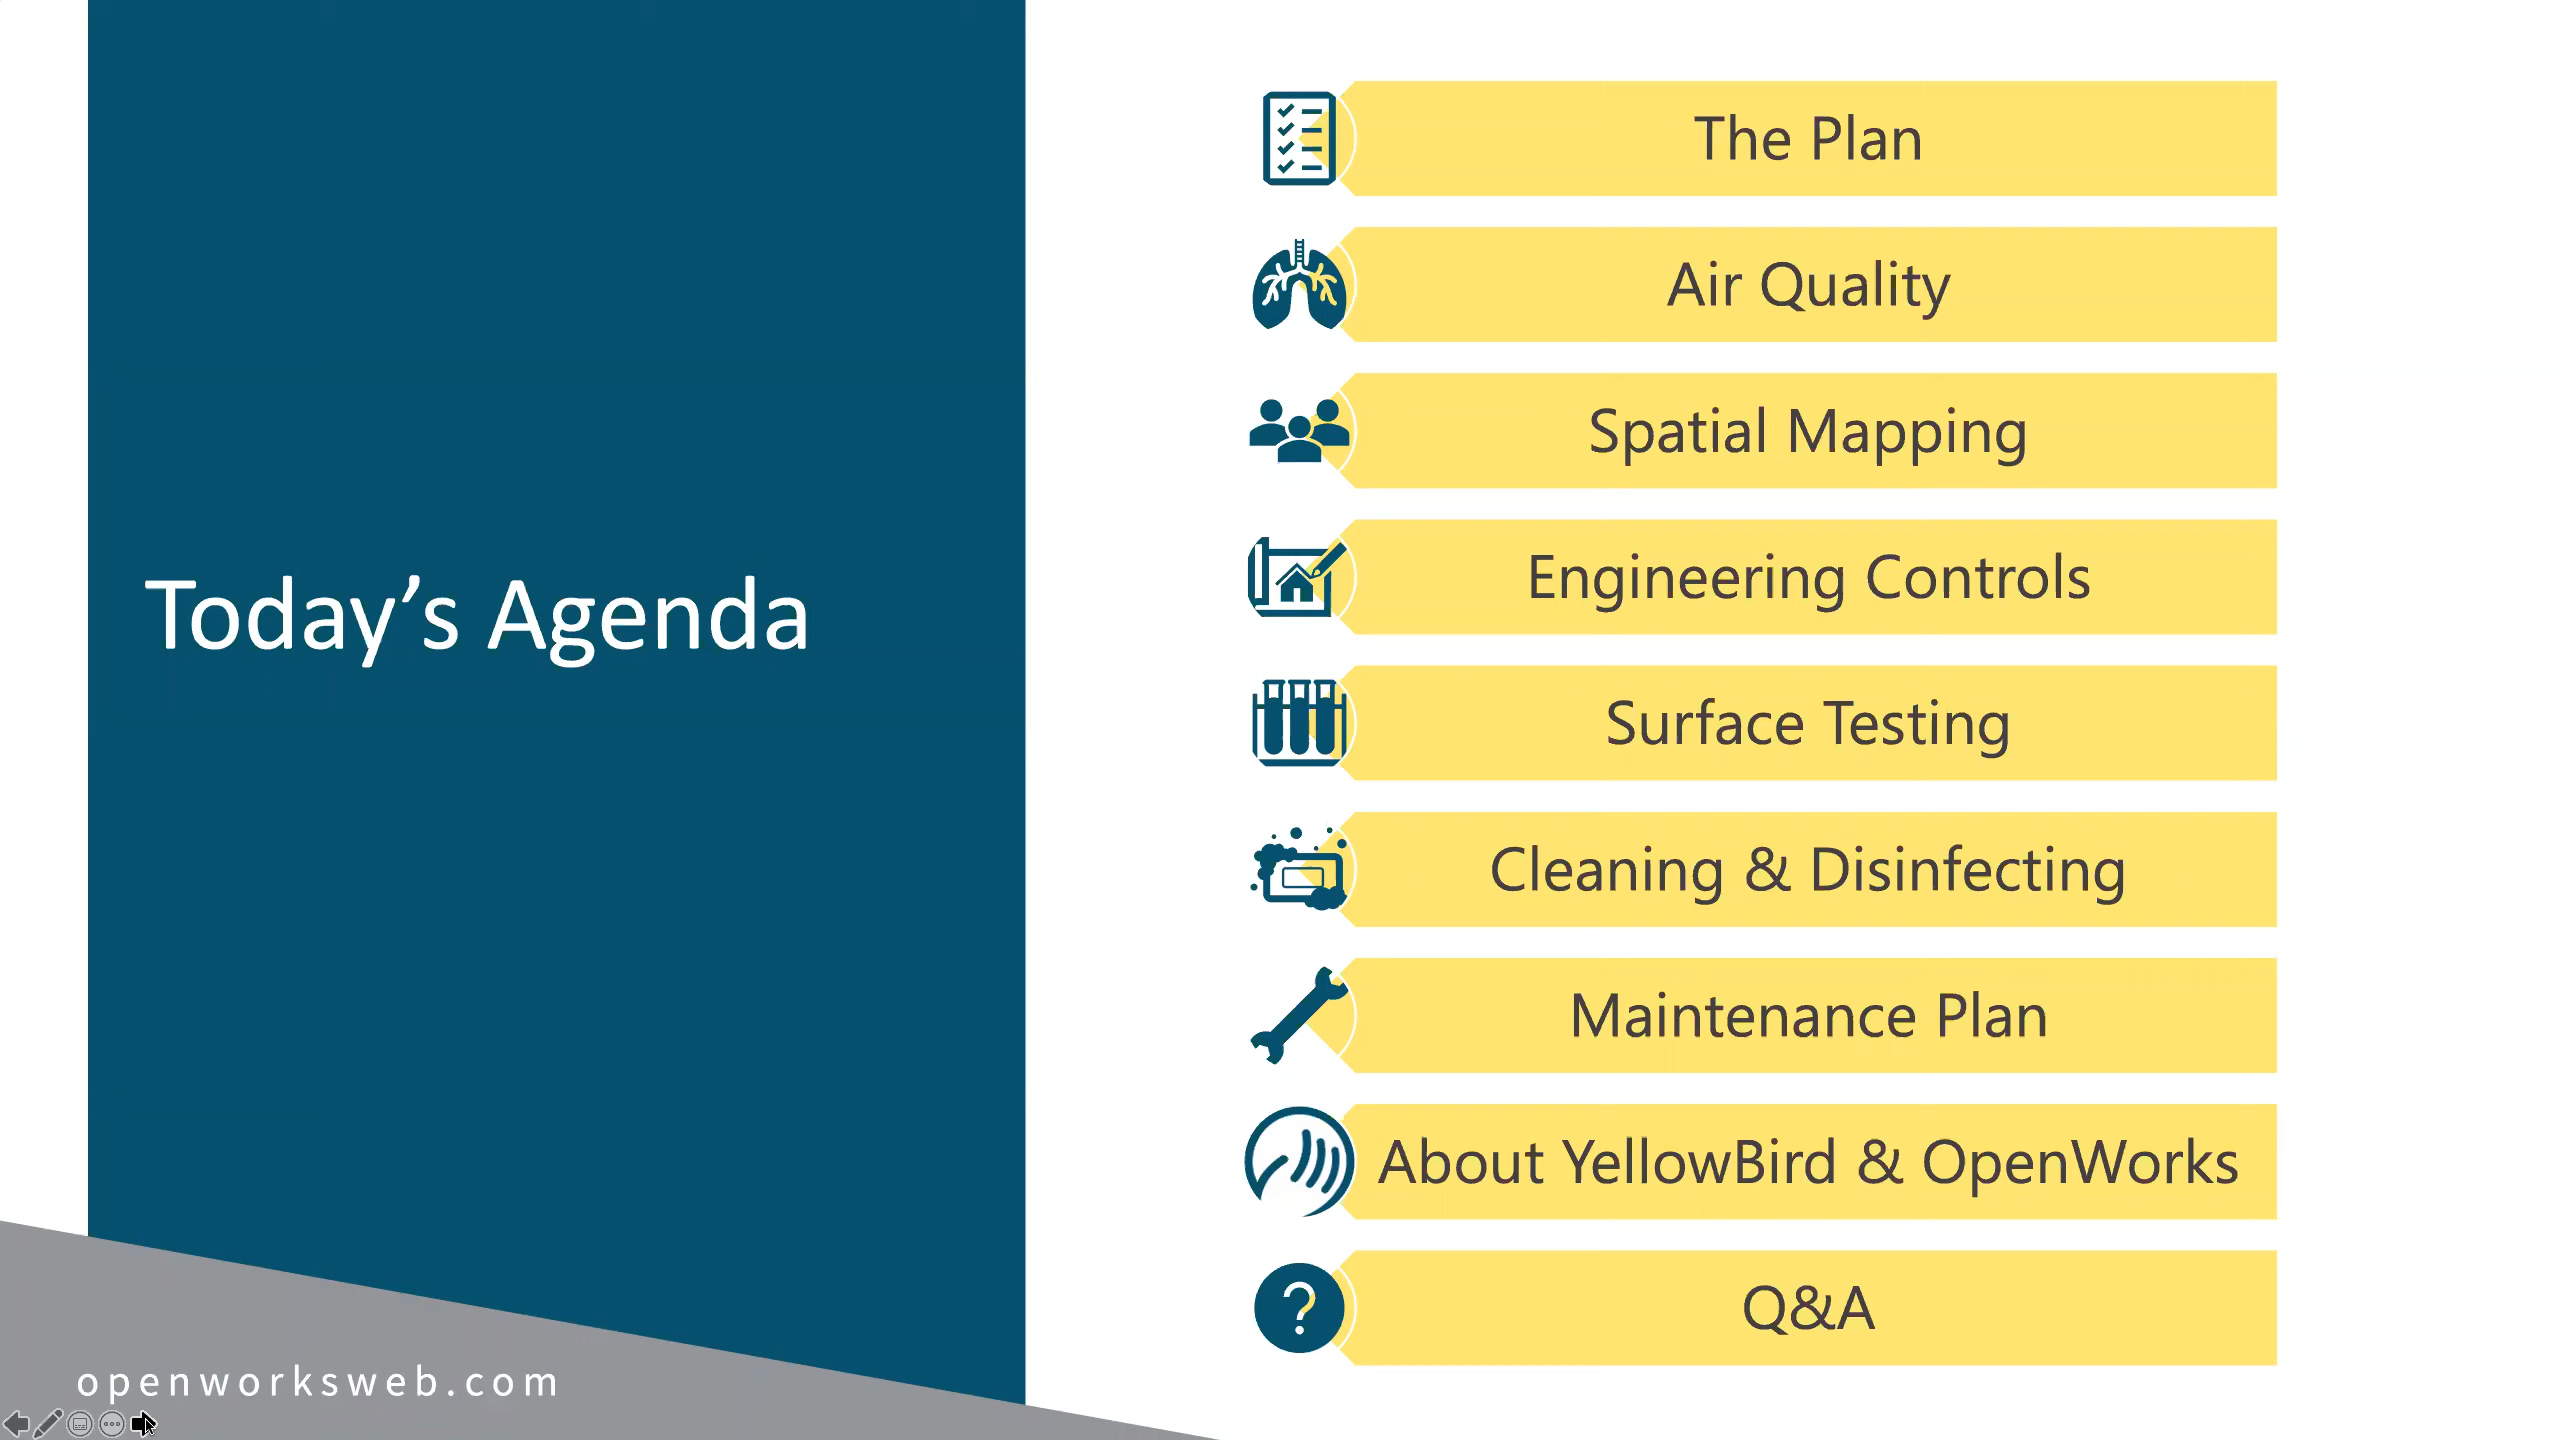 Today’s Agenda
The Plan
Air Quality
Spatial Mapping
Engineering Controls
Surface Testing
Cleaning & Disinfecting
Maintenance Plan
About YellowBird & OpenWorks
Q&A
openworksweb.com